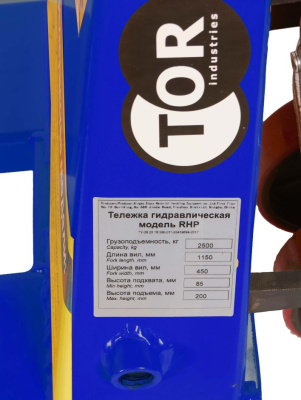 TOR
industries
Тележка гидравлическая
модель RHP
Грузоподъемность, кг
Capacity, kg
2500
Длина вил, мм
Fork length, mm
1150
Ширина вил, мм
Fork width, mm
450
Высота подхвата, мм
Min height, mm
85
Высота подъема, мм
Max. height, mm
200